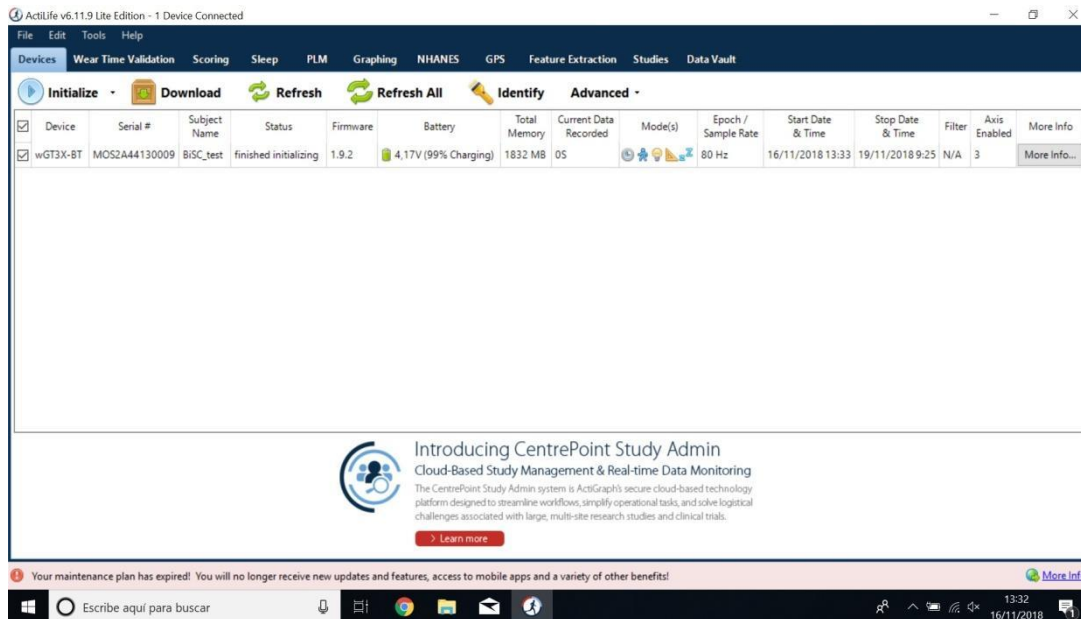 ActiLife v6.11.9 Lite Edition - 1 Device Connected
File Edit Tools Help
Devices Wear Time Validation Scoring Sleep PLM Graphing NHANES GPS Feature Extraction Studies Data Vault
Initialize Download Refresh Refresh All Identify Advanced
Device Serial # Subject Name Status Firmware Battery Total Memory Current Data Recorded Mode(s) Epoch / Sample Rate Start Date & Time Stop Date & Time Filter Axis Enabled More Info
wGT3X-BT MOS2A44130009 BiSC_test finished initializing 1.9.2 4,17V (99% Charging) 1832 MB 0S 80 Hz 16/11/2018 13:33 19/11/2018 9:25 N/A 3 More Info...
Introducing CentrePoint Study Admin
Cloud-Based Study Management & Real-time Data Monitoring
The CentrePoint Study Admin system is ActiGraph's secure cloud-based technology
platform designed to streamline workflows, simplify operational tasks, and solve logistical
challenges associated with large, multi-site research studies and clinical trials.
> Learn more
Your maintenance plan has expired! You will no longer receive new updates and features, access to mobile apps and a variety of other benefits!
More Inf
Escribe aquí para buscar
13:32
16/11/2018
1